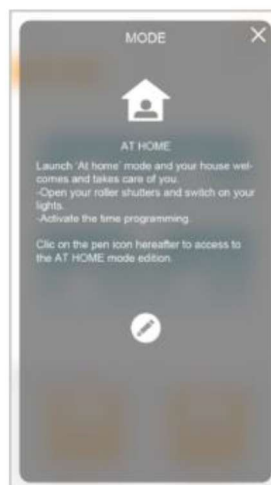 MODE
AT HOME
Launch 'At home' mode and your house wel-
comes and takes care of you.
-Open your roller shutters and switch on your
lights.
-Activate the time programming.
Clic on the pen icon hereafter to access to
the AT HOME mode edition.